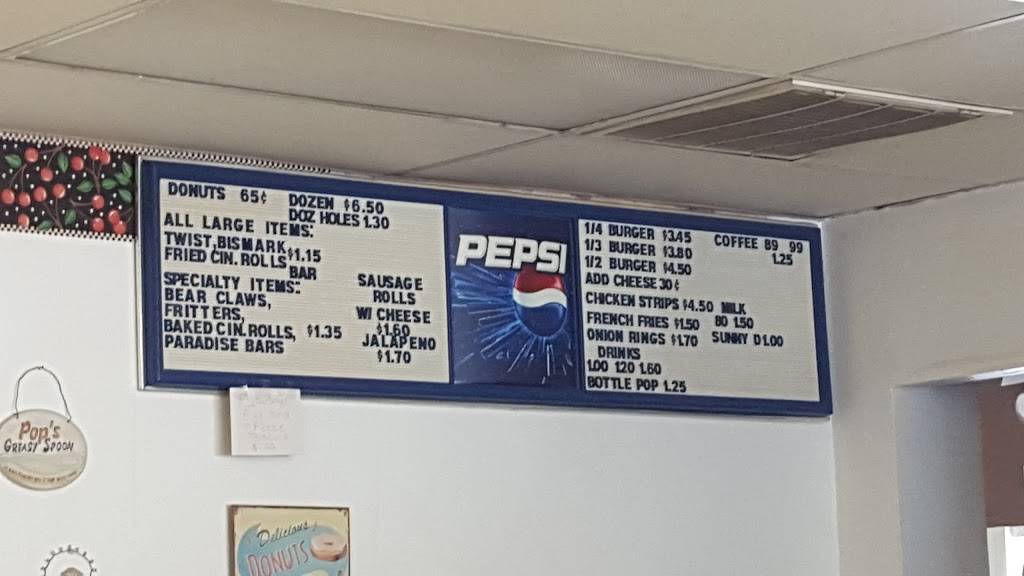 DONUTS 65¢ DOZEN $6.50
DOZ HOLES 1.30
ALL LARGE ITEMS:
TWIST, BISMARK,
FRIED CIN. ROLLS $1.15
BAR
SPECIALTY ITEMS:
BEAR CLAWS,
FRITTERS,
BAKED CIN. ROLLS, $1.35
PARADISE BARS
SAUSAGE
ROLLS
W/ CHEESE
$1.60
JALAPENO
$1.70
PEPSI
1/4 BURGER $3.45 COFFEE 89 99
1.25
1/3 BURGER $3.80
1/2 BURGER $4.50
ADD CHEESE 30¢
CHICKEN STRIPS $4.50 MILK
FRENCH FRIES $1.50 80 1.50
ONION RINGS $1.70 SUNNY D 1.00
DRINKS
1.00 1.20 1.60
BOTTLE POP 1.25
Pop's
GREASY SPOON
Delicious
DONUTS